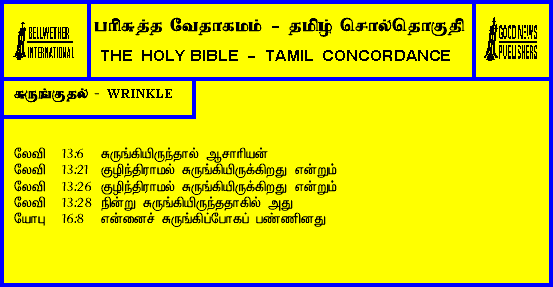 BELLWETHER
INTERNATIONAL
பரிசுத்த வேதாகமம் - தமிழ் சொல்தொகுதி
THE HOLY BIBLE - TAMIL CONCORDANCE
GOOD NEWS
PUBLISHERS
சுருங்குதல் - WRINKLE
லேவி 13:6 சுருங்கியிருந்தால் ஆசாரியன்
லேவி 13:21 குழிந்திராமல் சுருங்கியிருக்கிறது என்றும்
லேவி 13:26 குழிந்திராமல் சுருங்கியிருக்கிறது என்றும்
லேவி 13:28 நின்று சுருங்கியிருந்ததாகில் அது
யோபு 16:8 என்னைச் சுருங்கிப்போகப் பண்ணினது